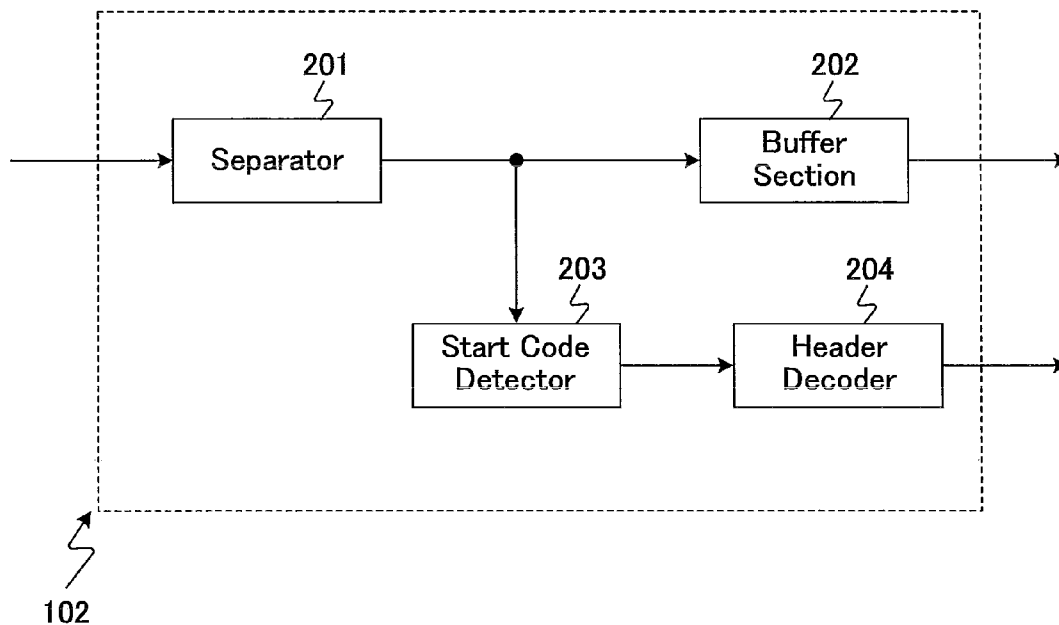 201
202
Separator
Buffer
Section
203
204
Start Code
Detector
Header
Decoder
102